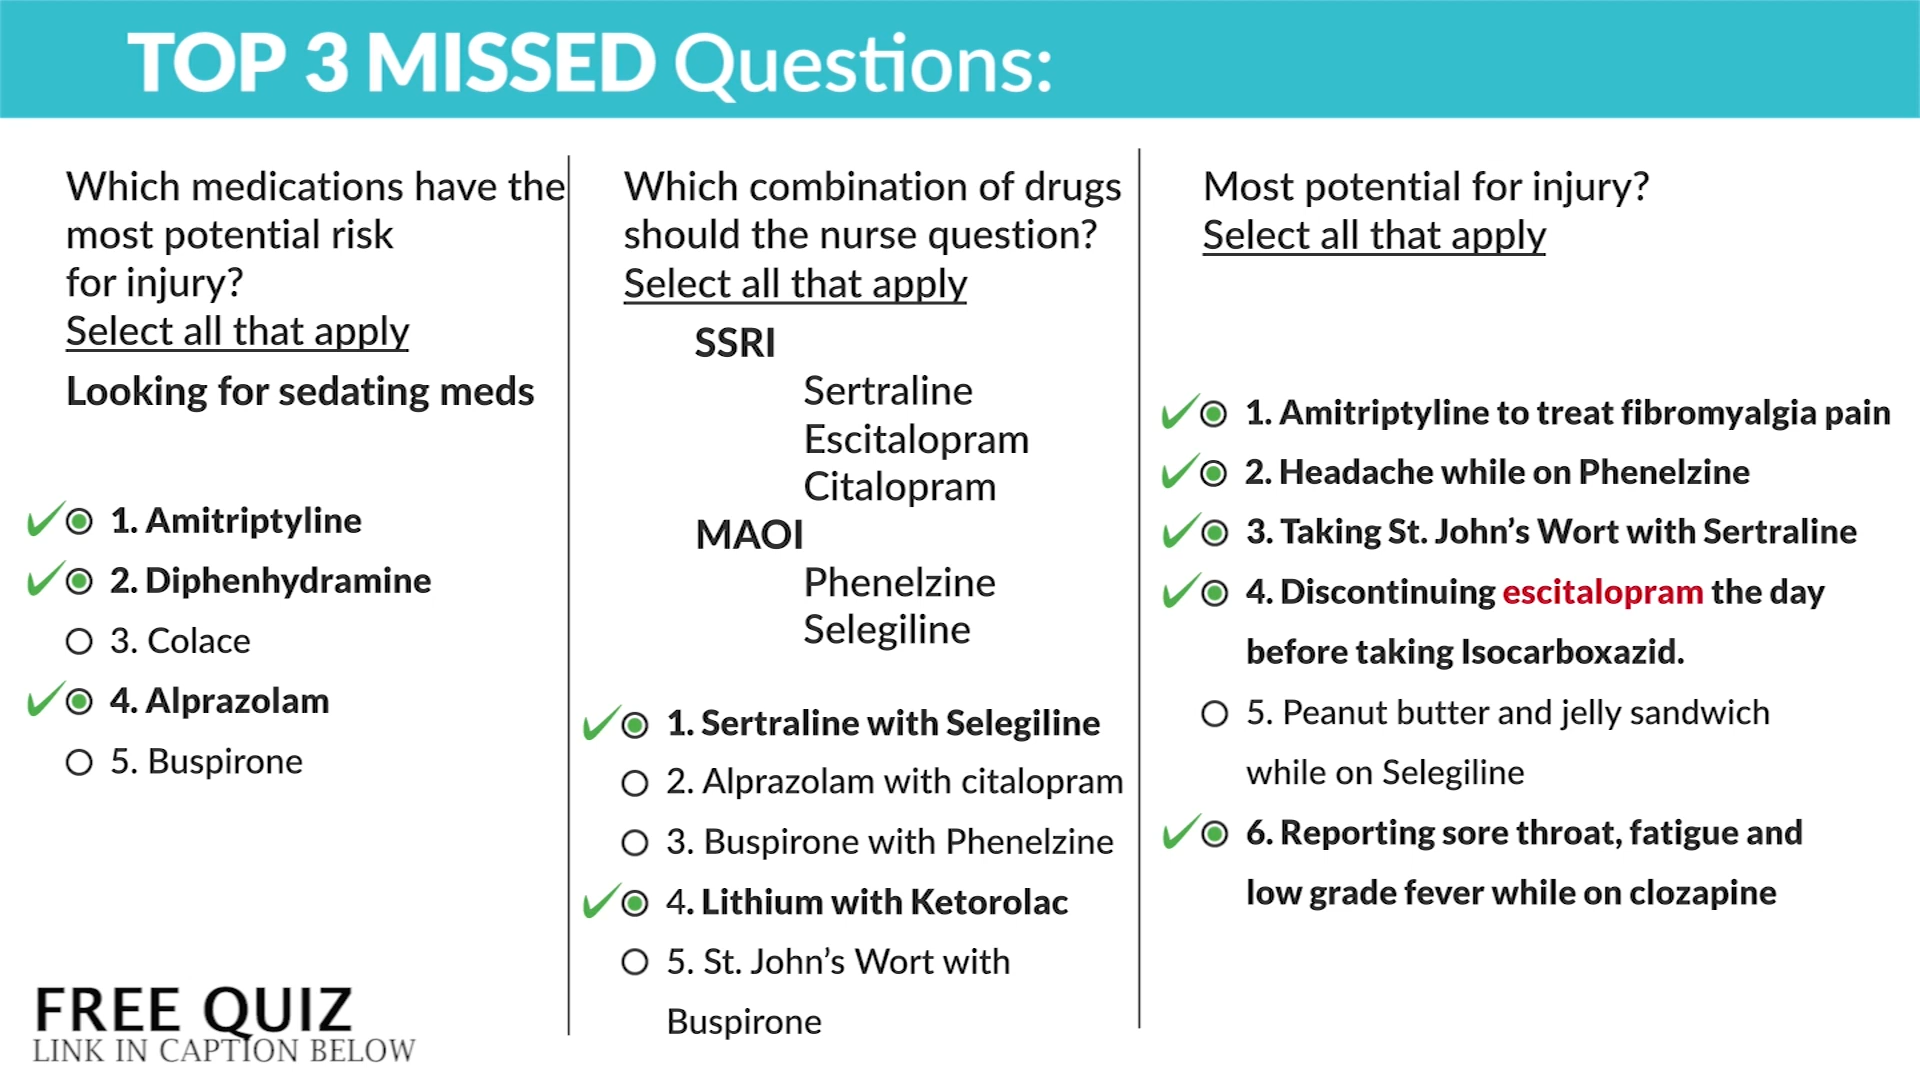 TOP 3 MISSED Questions:
Which medications have the
most potential risk
for injury?
Select all that apply
Looking for sedating meds
1. Amitriptyline
2. Diphenhydramine
3. Colace
4. Alprazolam
5. Buspirone
FREE QUIZ
LINK IN CAPTION BELOW
Which combination of drugs
should the nurse question?
Select all that apply
SSRI
Sertraline
Escitalopram
Citalopram
MAOI
Phenelzine
Selegiline
1. Sertraline with Selegiline
2. Alprazolam with citalopram
3. Buspirone with Phenelzine
4. Lithium with Ketorolac
5. St. John’s Wort with
Buspirone
Most potential for injury?
Select all that apply
1. Amitriptyline to treat fibromyalgia pain
2. Headache while on Phenelzine
3. Taking St. John’s Wort with Sertraline
4. Discontinuing escitalopram the day
before taking Isocarboxazid.
5. Peanut butter and jelly sandwich
while on Selegiline
6. Reporting sore throat, fatigue and
low grade fever while on clozapine